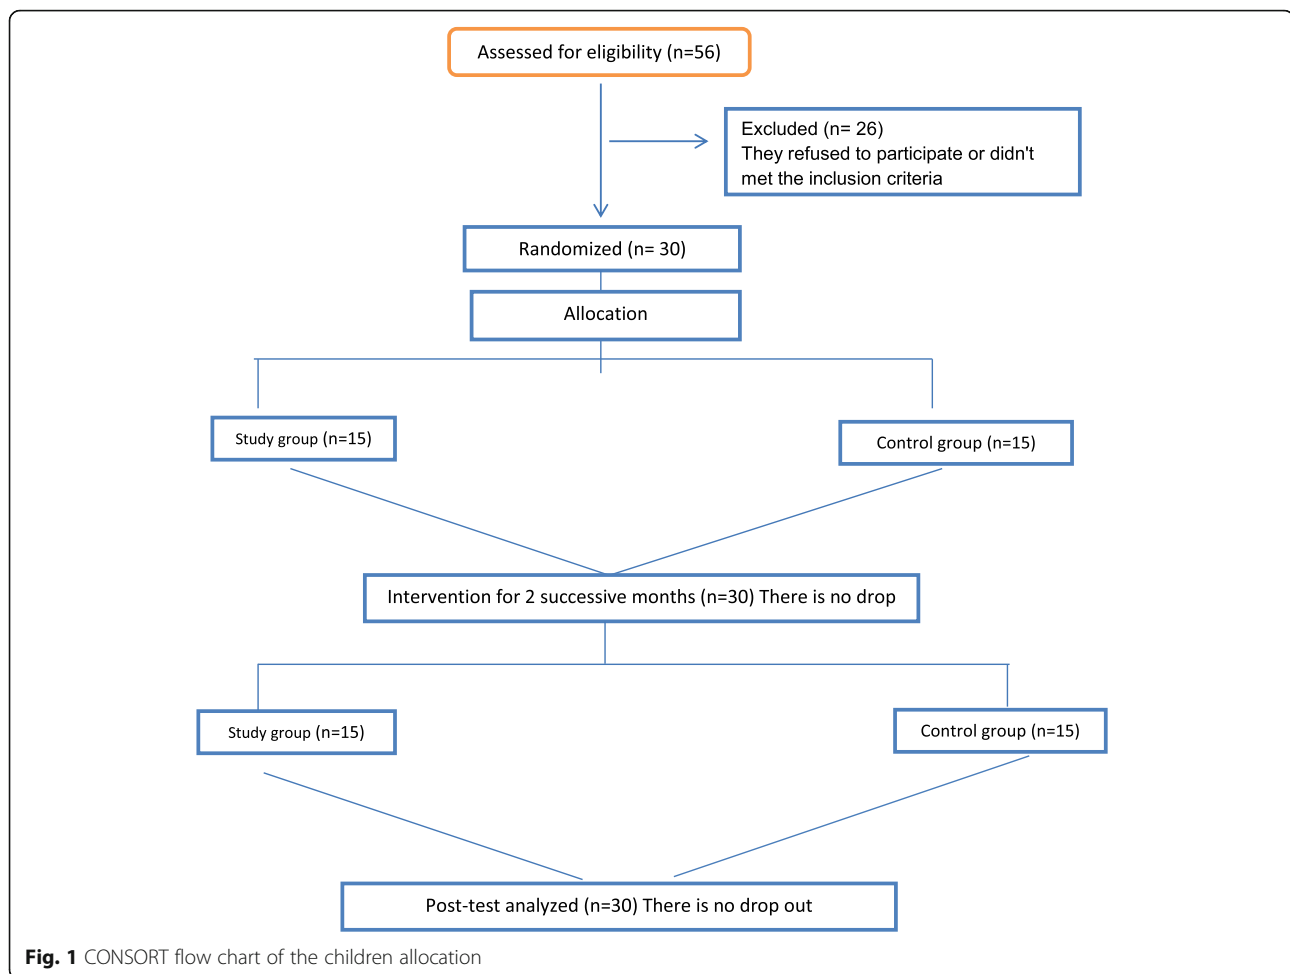 Assessed for eligibility (n=56)
Excluded (n= 26)
They refused to participate or didn't
met the inclusion criteria
Randomized (n= 30)
Allocation
Study group (n=15)
Control group (n=15)
Intervention for 2 successive months (n=30) There is no drop
Study group (n=15)
Control group (n=15)
Post-test analyzed (n=30) There is no drop out
Fig. 1 CONSORT flow chart of the children allocation